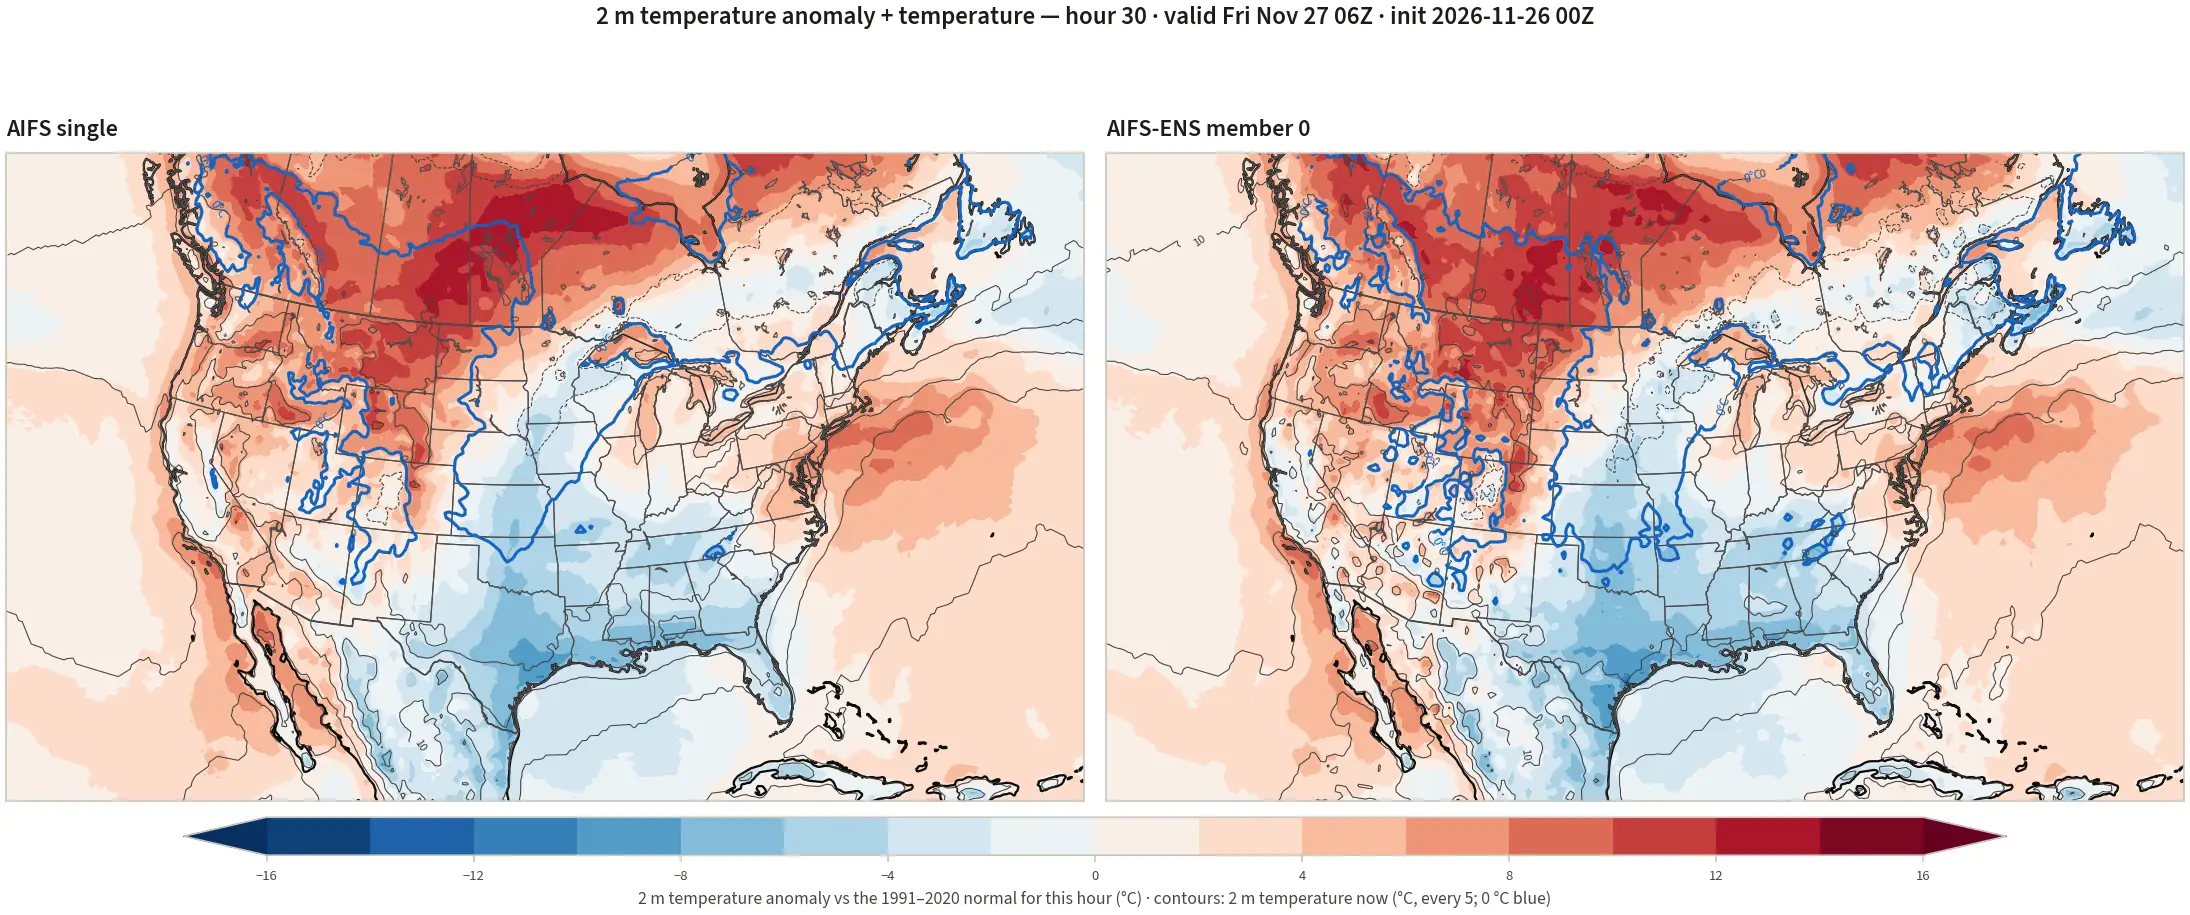 2 m temperature anomaly + temperature — hour 30 · valid Fri Nov 27 06Z · init 2026-11-26 00Z
AIFS single
AIFS-ENS member 0
10
−16 −12 −8 −4 0 4 8 12 16
2 m temperature anomaly vs the 1991–2020 normal for this hour (°C) · contours: 2 m temperature now (°C, every 5; 0 °C blue)